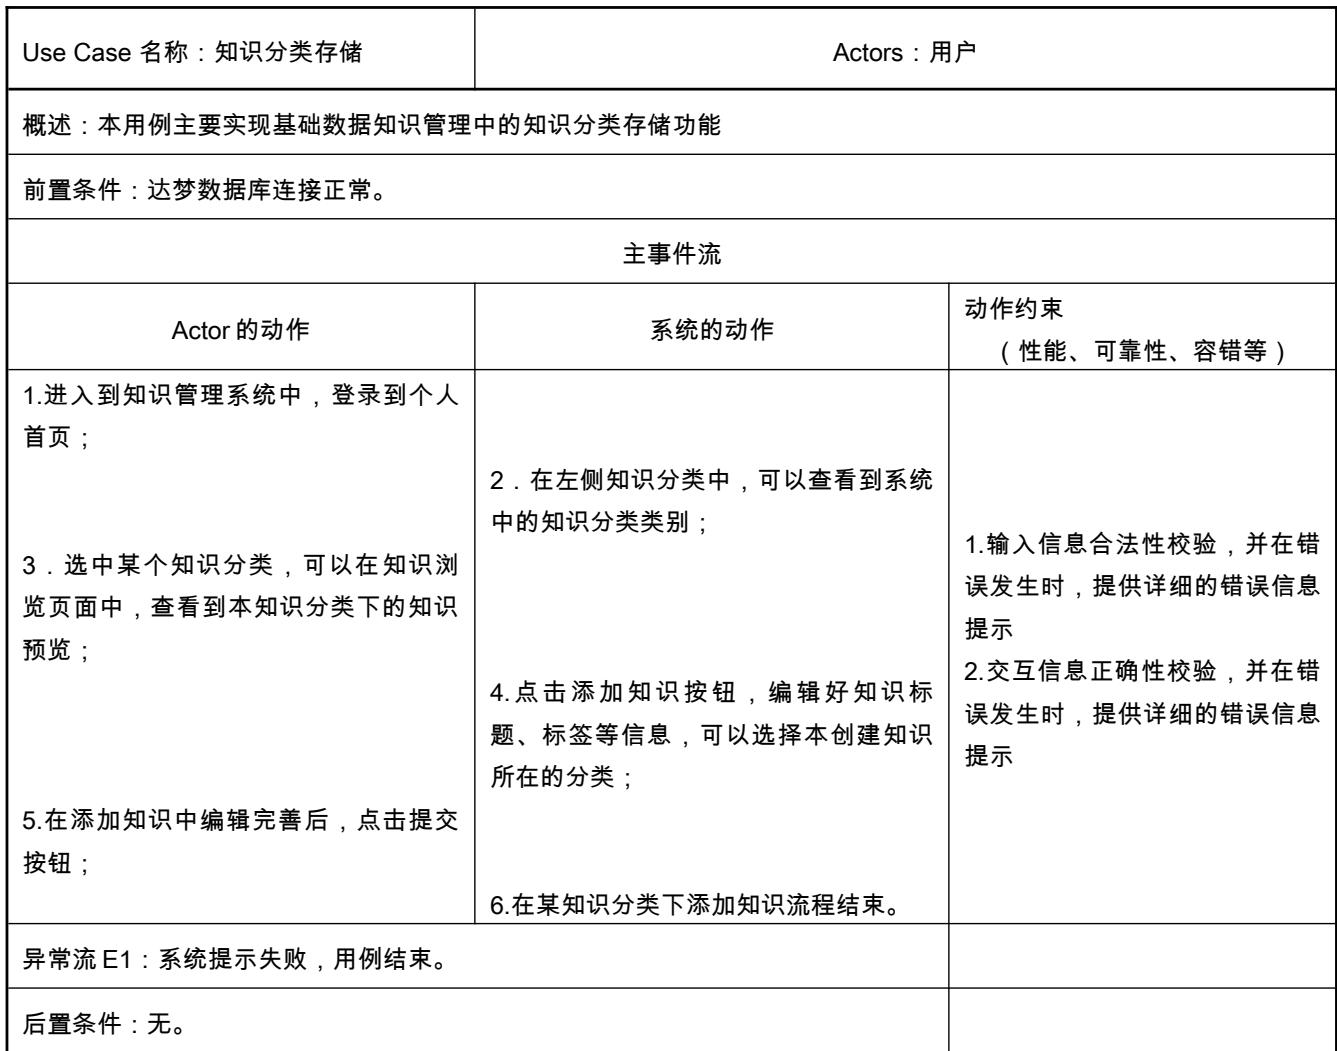 Use Case 名称：知识分类存储
Actors：用户
概述：本用例主要实现基础数据知识管理中的知识分类存储功能
前置条件：达梦数据库连接正常。
主事件流
Actor的动作
系统的动作
动作约束
（性能、可靠性、容错等）
1.进入到知识管理系统中，登录到个人
首页；
3．选中某个知识分类，可以在知识浏
览页面中，查看到本知识分类下的知识
预览；
5.在添加知识中编辑完善后，点击提交
按钮；
2．在左侧知识分类中，可以查看到系统
中的知识分类类别；
4.点击添加知识按钮，编辑好知识标
题、标签等信息，可以选择本创建知识
所在的分类；
6.在某知识分类下添加知识流程结束。
1.输入信息合法性校验，并在错
误发生时，提供详细的错误信息
提示
2.交互信息正确性校验，并在错
误发生时，提供详细的错误信息
提示
异常流E1：系统提示失败，用例结束。
后置条件：无。